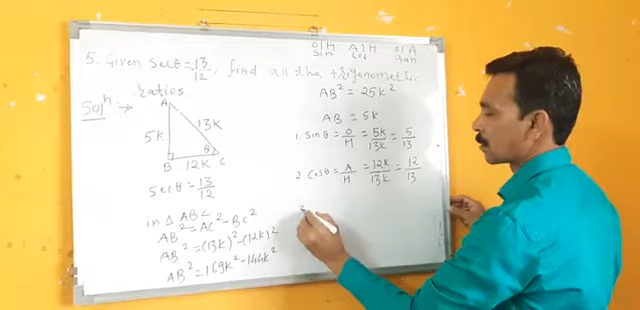 5. Given secθ = 13/12, find all the trigonometric ratios.
O/H A/H O/A
sin cos tan
Solⁿ:→
A
5k 13k
θ
B 12k C
secθ = 13/12
in △ ABC
AB² = AC² - BC²
AB² = (13k)² - (12k)²
AB² = 169k² - 144k²
AB² = 25k²
AB = 5k
1. sinθ = O/H = 5k/13k = 5/13
2. cosθ = A/H = 12k/13k = 12/13
3